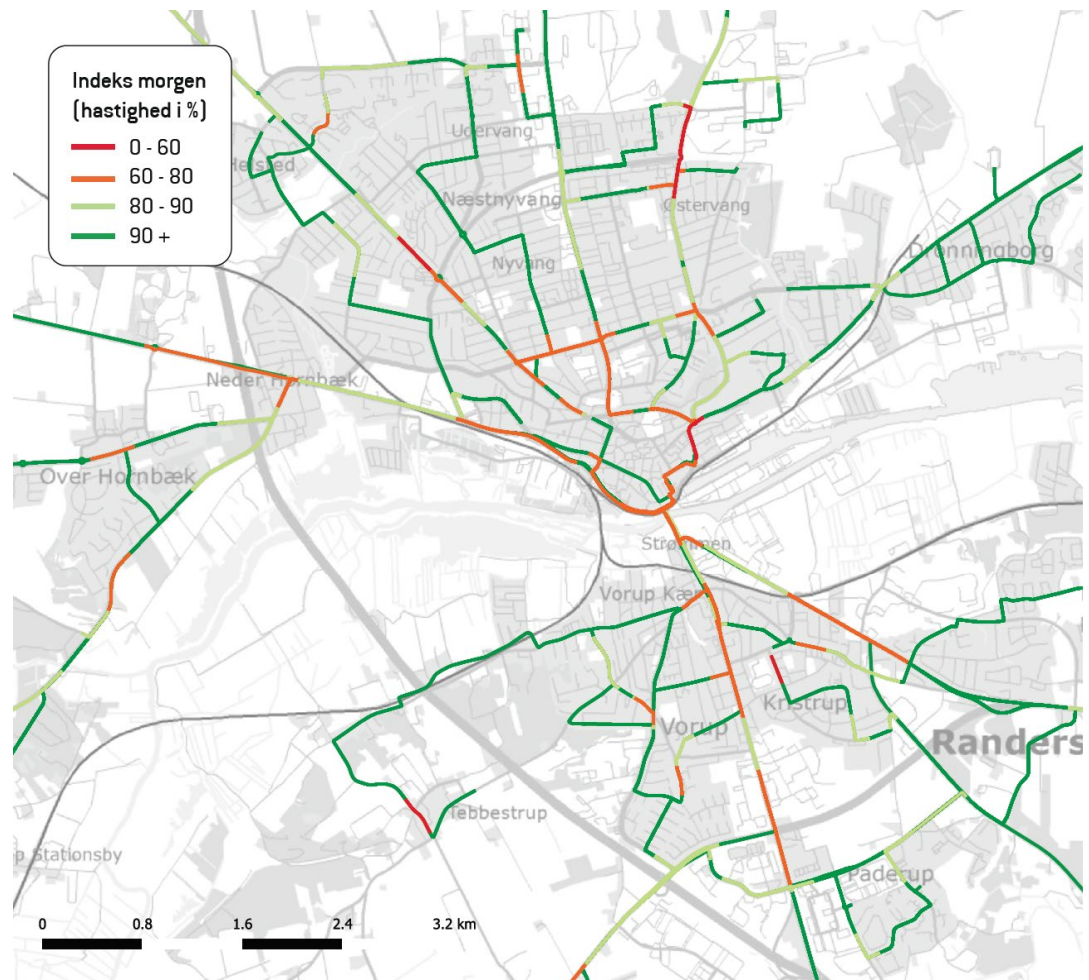 Indeks morgen
(hastighed i %)
0 - 60
60 - 80
80 - 90
90 +
Udervang
Helsted
Næstnyvang
Østervang
Nyvang
Dronningborg
Neder Hornbæk
Over Hornbæk
Strømmen
Vorup Kær
Kristrup
Vorup
Randers
Tebbestrup
p Stationsby
Paderup
0
0.8
1.6
2.4
3.2 km